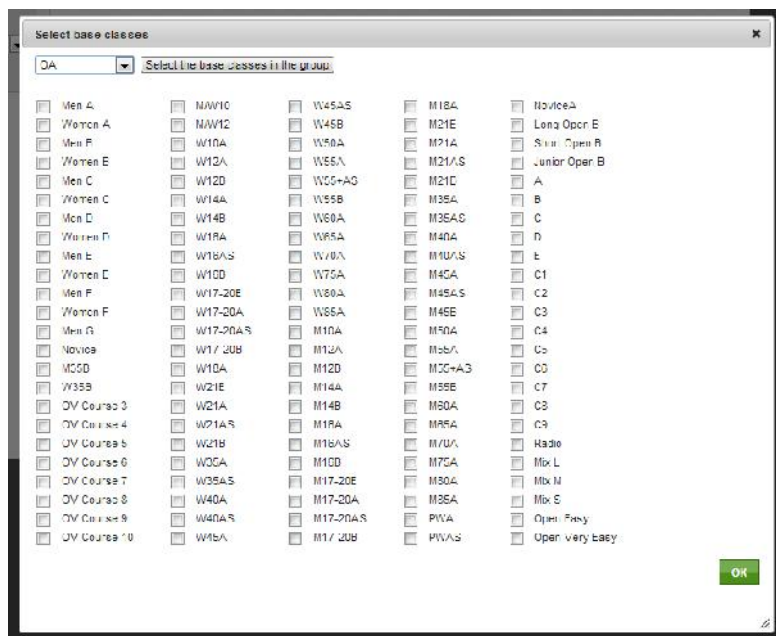 Select base classes
OA Select the base classes in the group
Men A M/W10 W45AS M18A NoviceA
Women A M/W12 W45B M21E Long Open B
Men B W10A W50A M21A Short Open B
Women B W12A W55A M21AS Junior Open B
Men C W12B W55+AS M21B A
Women C W14A W55B M35A B
Men D W14B W60A M35AS C
Women D W16A W65A M40A D
Men E W16AS W70A M40AS E
Women E W16B W75A M45A C1
Men F W17-20E W80A M45AS C2
Women F W17-20A W85A M45B C3
Men G W17-20AS M10A M50A C4
Novice W17-20B M12A M55A C5
M35B W18A M12B M55+AS C6
W35B W21E M14A M55B C7
OV Course 3 W21A M14B M60A C8
OV Course 4 W21AS M16A M65A C9
OV Course 5 W21B M16AS M70A Radio
OV Course 6 W35A M16B M75A Mix L
OV Course 7 W35AS M17-20E M80A Mix M
OV Course 8 W40A M17-20A M85A Mix S
OV Course 9 W40AS M17-20AS PWA Open Easy
OV Course 10 W45A M17-20B PWAS Open Very Easy
OK